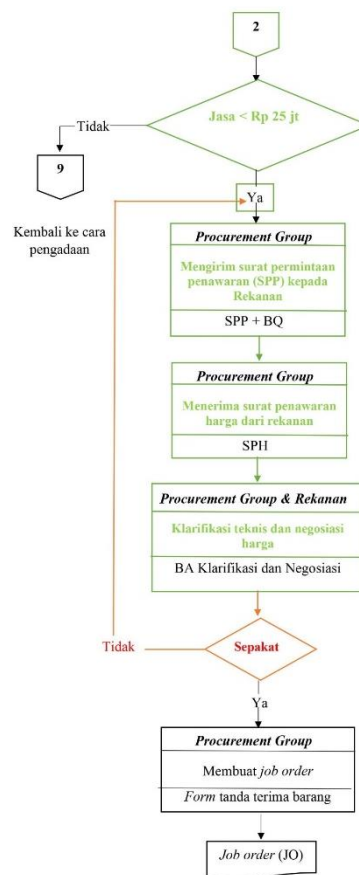 2
Jasa < Rp 25 jt
Tidak
9
Ya
Kembali ke cara
pengadaan
Procurement Group
Mengirim surat permintaan
penawaran (SPP) kepada
Rekanan
SPP + BQ
Procurement Group
Menerima surat penawaran
harga dari rekanan
SPH
Procurement Group & Rekanan
Klarifikasi teknis dan negosiasi
harga
BA Klarifikasi dan Negosiasi
Tidak
Sepakat
Ya
Procurement Group
Membuat job order
Form tanda terima barang
Job order (JO)